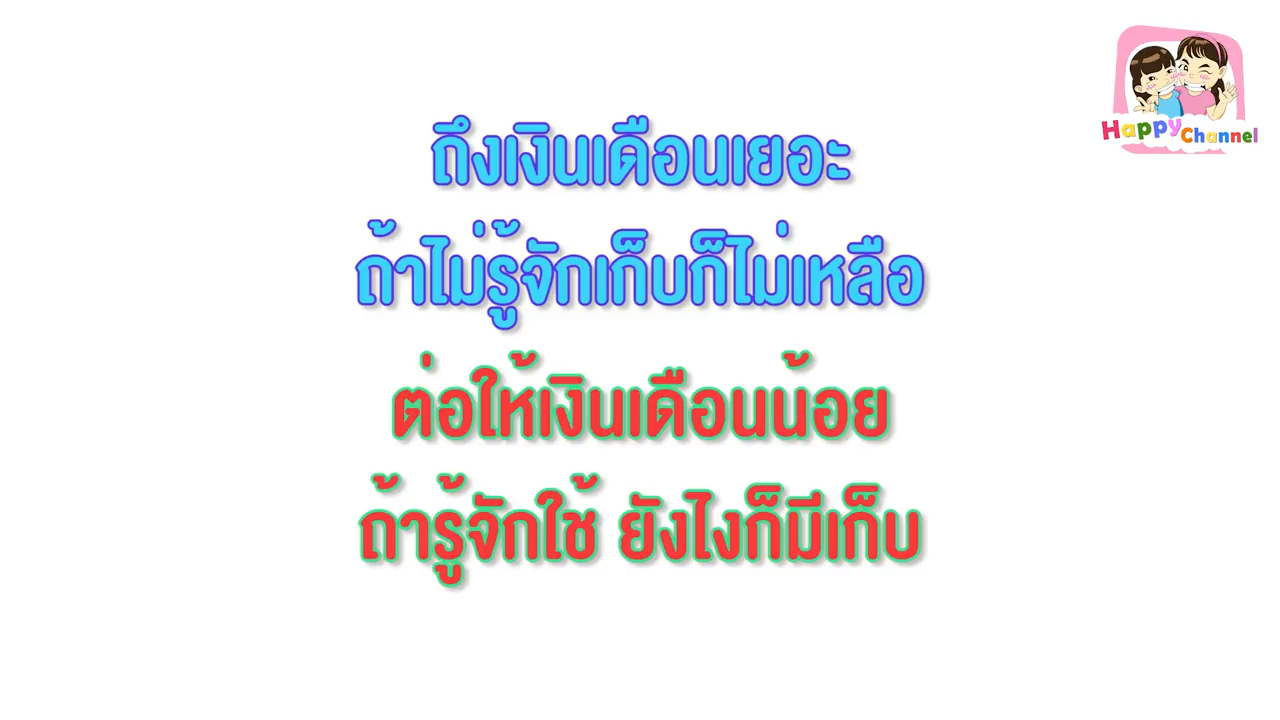 Happy Channel
ถึงเงินเดือนเยอะ
ถ้าไม่รู้จักเก็บก็ไม่เหลือ
ต่อให้เงินเดือนน้อย
ถ้ารู้จักใช้ ยังไงก็มีเก็บ